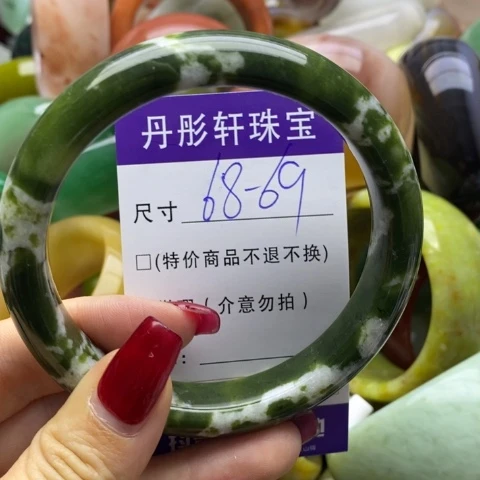 丹彤轩珠宝
尺寸 68-69
□(特价商品不退不换)
(介意勿拍)
: